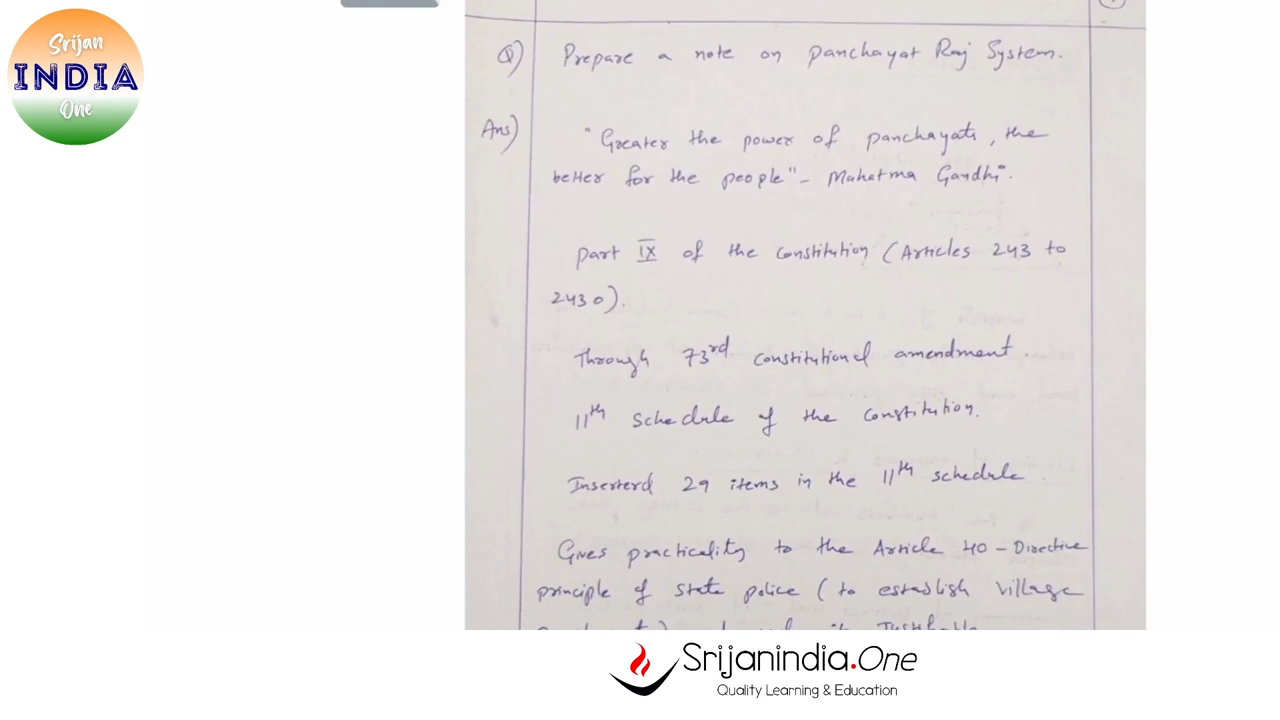 Srijan
INDIA
One
Q) Prepare a note on panchayat Raj System.
Ans) "Greater the power of panchayats, the
better for the people" - Mahatma Gandhi".
Part IX of the constitution (Articles 243 to
243 o).
Through 73rd constitutional amendment.
11th schedule of the constitution.
Inserterd 29 items in the 11th schedule
Gives practicality to the Article 40 - Directive
principle of state police (to establish village
Srijanindia.One
Quality Learning & Education